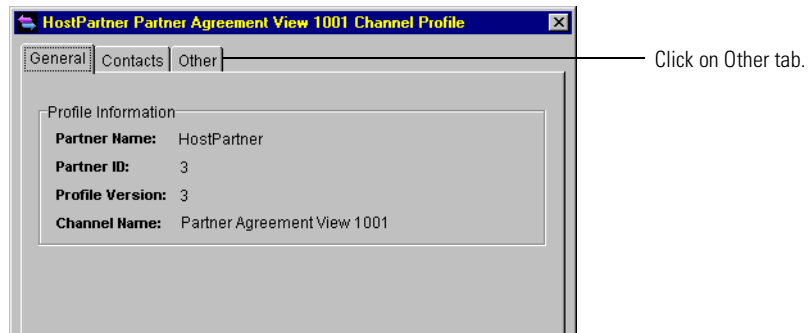 HostPartner Partner Agreement View 1001 Channel Profile
General Contacts Other
Click on Other tab.
Profile Information
Partner Name: HostPartner
Partner ID: 3
Profile Version: 3
Channel Name: Partner Agreement View 1001